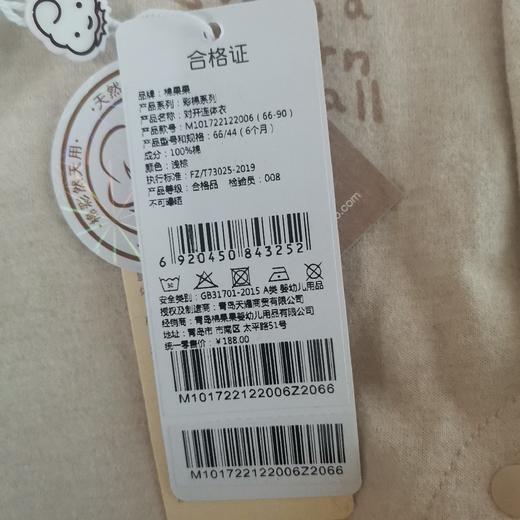 合格证
品牌：棉果果
产品系列：彩棉系列
产品名称：对开连体衣
产品款号：M101722122006 (66-90)
产品型号和规格：66/44 (6个月)
成分：100%棉
颜色：浅棕
执行标准：FZ/T73025-2019
产品等级：合格品 检验员：008
不可曝晒
6 920450 843252
安全类别：GB31701-2015 A类 婴幼儿用品
授权及制造商：青岛天媚商贸有限公司
经销商：青岛棉果果婴幼儿用品有限公司
地址：青岛市 市南区 太平路51号
统一零售价：￥188.00
M101722122006Z2066
M101722122006Z2066